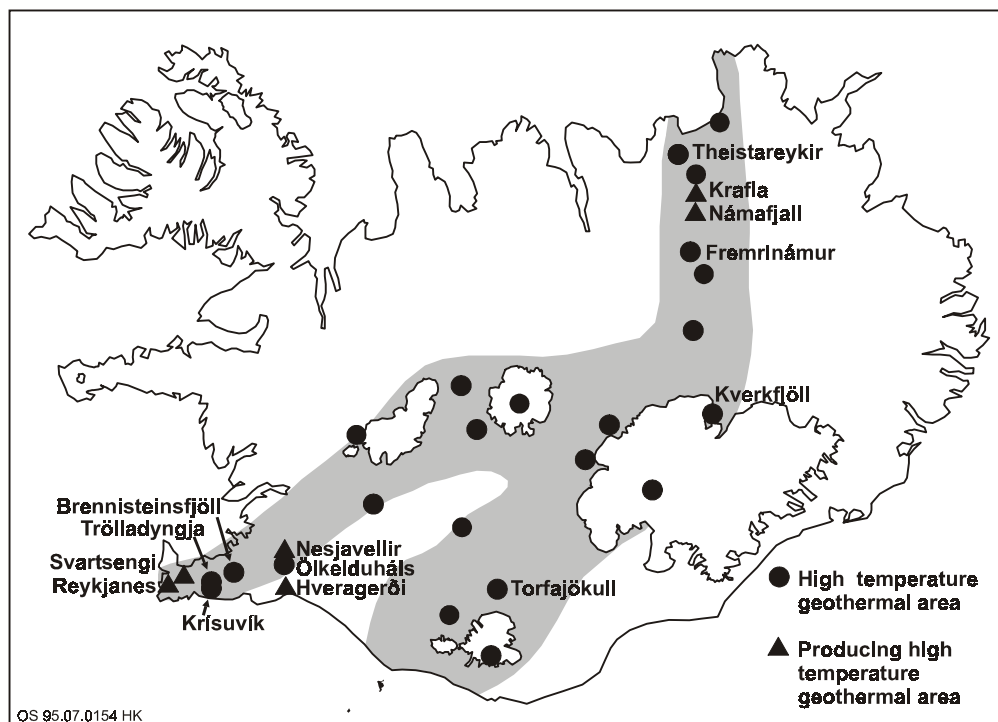 Theistareykir
Krafla
Námafjall
Fremrlnámur
Kverkfjöll
Brennisteinsfjöll
Trölladyngja
Svartsengi
Reykjanes
Krísuvík
Nesjavellir
Ölkelduháls
Hveragerði
Torfajökull
High temperature
geothermal area
Producing high
temperature
geothermal area
OS 95.07.0154 HK